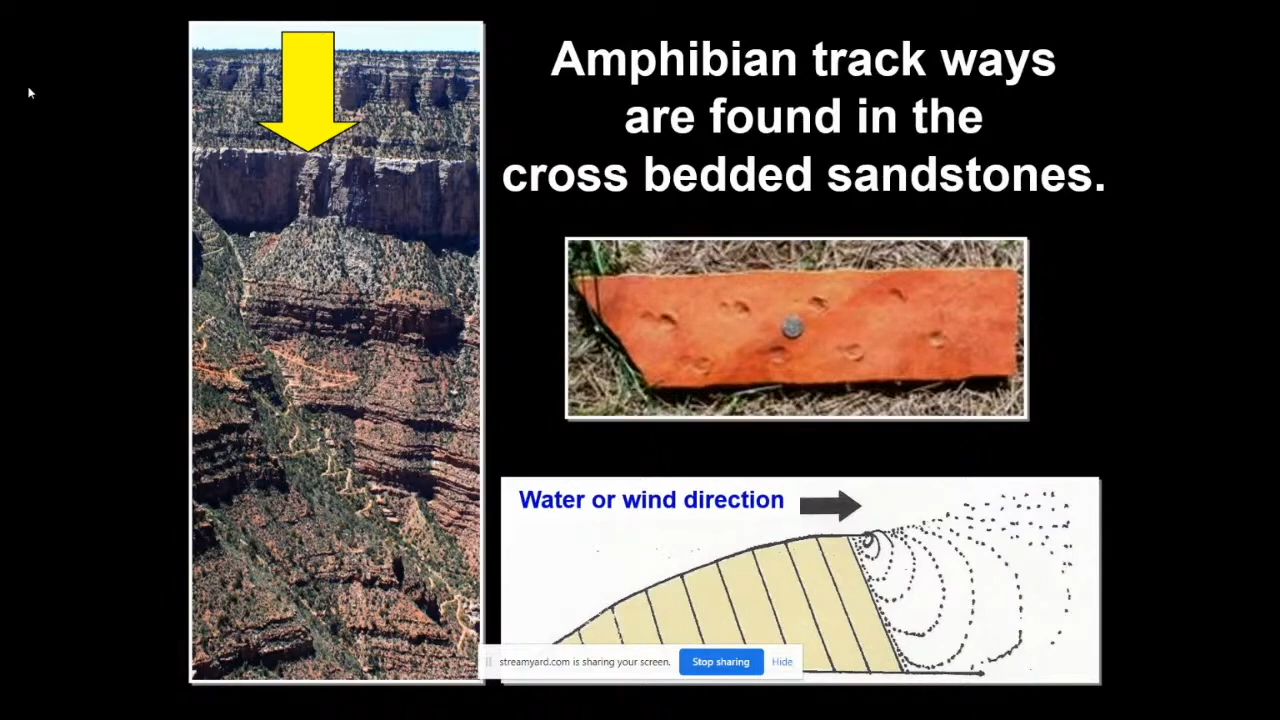 Amphibian track ways
are found in the
cross bedded sandstones.
Water or wind direction
streamyard.com is sharing your screen.
Stop sharing
Hide